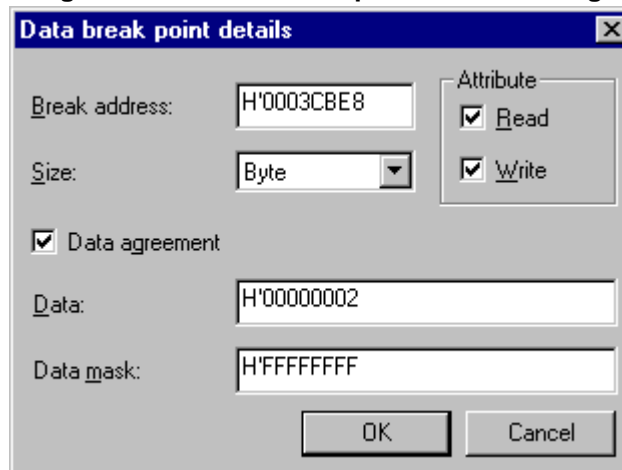 Data break point details
Break address: H'0003CBE8
Attribute
Read
Size: Byte
Write
Data agreement
Data: H'00000002
Data mask: H'FFFFFFFF
OK Cancel